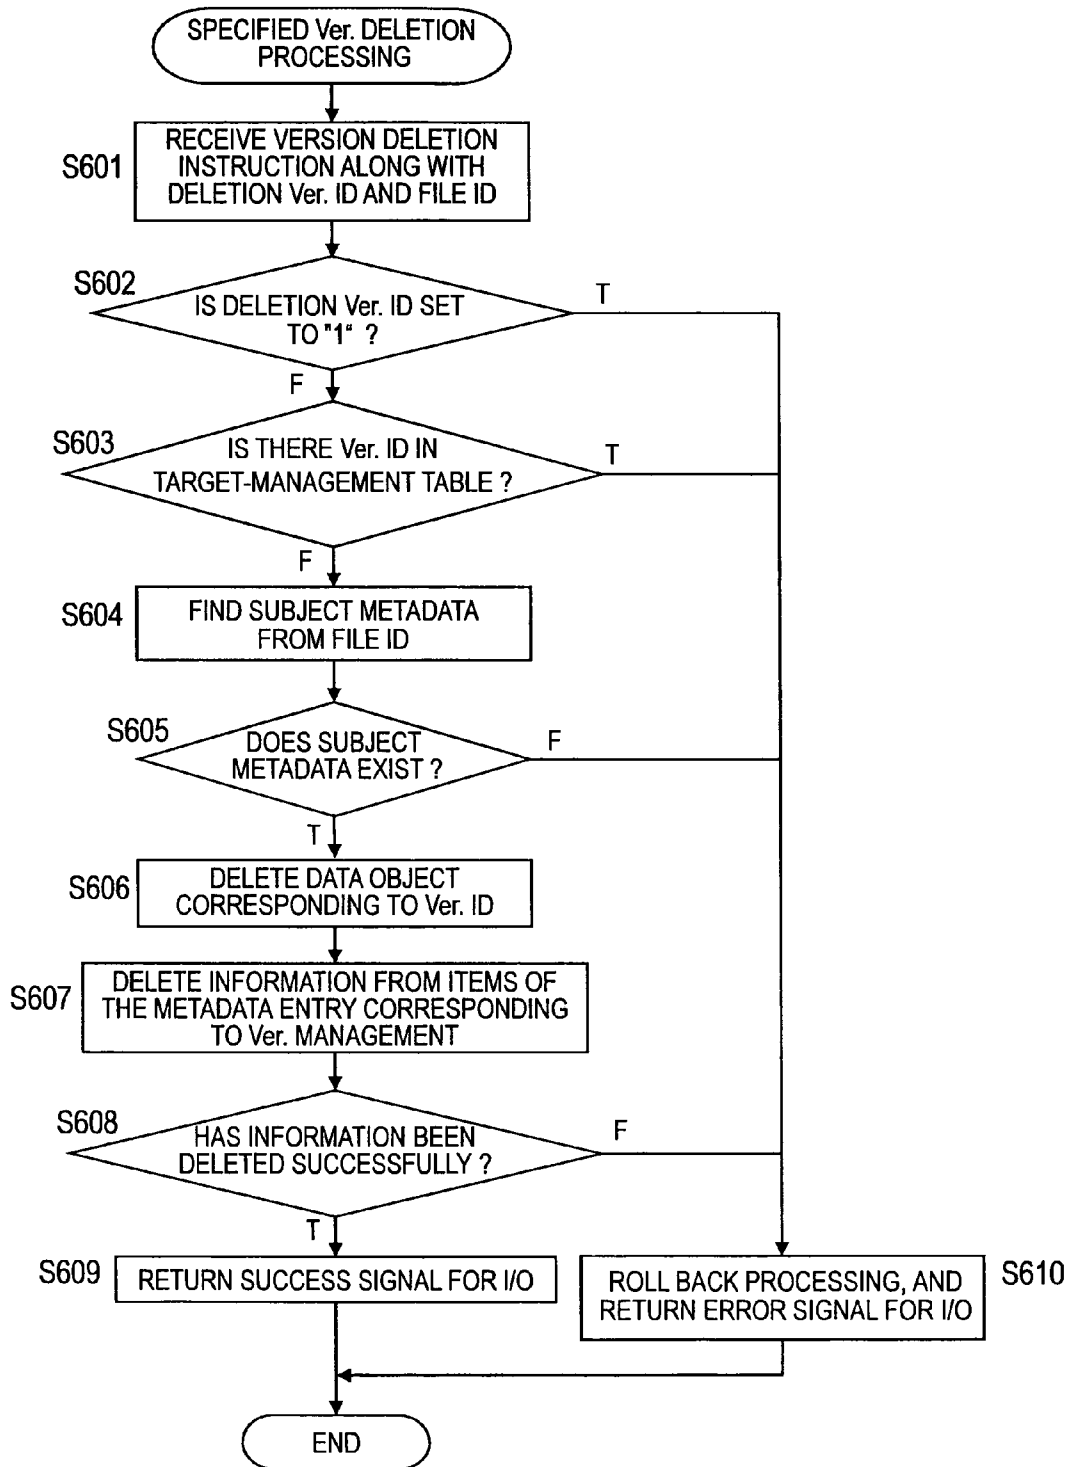 SPECIFIED Ver. DELETION
PROCESSING
S601
RECEIVE VERSION DELETION
INSTRUCTION ALONG WITH
DELETION Ver. ID AND FILE ID
S602
IS DELETION Ver. ID SET
TO "1" ?
T
F
S603
IS THERE Ver. ID IN
TARGET-MANAGEMENT TABLE ?
T
F
S604
FIND SUBJECT METADATA
FROM FILE ID
S605
DOES SUBJECT
METADATA EXIST ?
F
T
S606
DELETE DATA OBJECT
CORRESPONDING TO Ver. ID
S607
DELETE INFORMATION FROM ITEMS OF
THE METADATA ENTRY CORRESPONDING
TO Ver. MANAGEMENT
S608
HAS INFORMATION BEEN
DELETED SUCCESSFULLY ?
F
T
S609
RETURN SUCCESS SIGNAL FOR I/O
ROLL BACK PROCESSING, AND
RETURN ERROR SIGNAL FOR I/O
S610
END